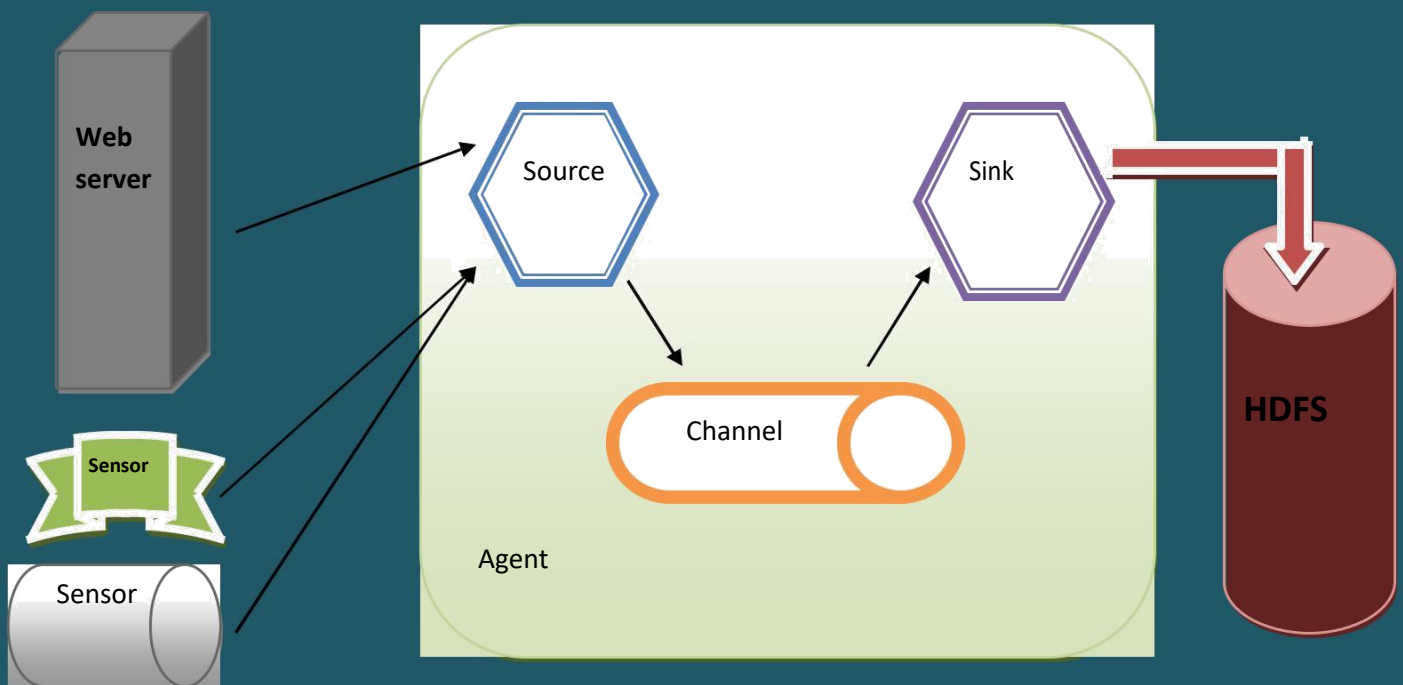 Web
server
Source
Sink
Channel
HDFS
Sensor
Agent
Sensor